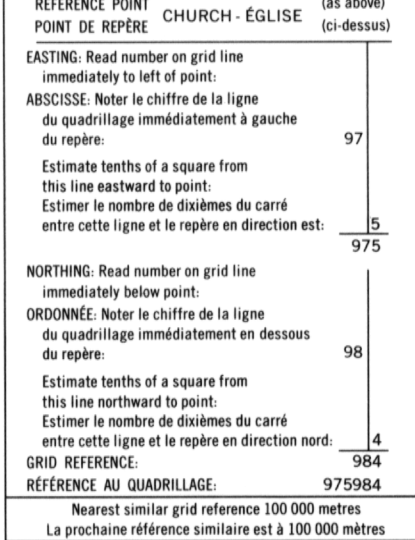 REFERENCE POINT CHURCH - ÉGLISE (as above)
POINT DE REPÈRE (ci-dessus)
EASTING: Read number on grid line
immediately to left of point:
ABSCISSE: Noter le chiffre de la ligne
du quadrillage immédiatement à gauche
du repère: 97
Estimate tenths of a square from
this line eastward to point:
Estimer le nombre de dixièmes du carré
entre cette ligne et le repère en direction est: 5
975
NORTHING: Read number on grid line
immediately below point:
ORDONNÉE: Noter le chiffre de la ligne
du quadrillage immédiatement en dessous
du repère: 98
Estimate tenths of a square from
this line northward to point:
Estimer le nombre de dixièmes du carré
entre cette ligne et le repère en direction nord: 4
GRID REFERENCE: 984
RÉFÉRENCE AU QUADRILLAGE: 975984
Nearest similar grid reference 100 000 metres
La prochaine référence similaire est à 100 000 mètres